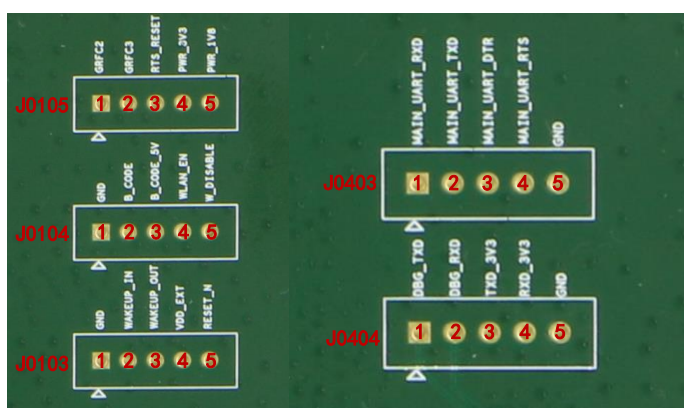 GRFC2 GRFC3 RTS_RESET PWR_3V3 PWR_1V8
J0105 1 2 3 4 5
GND B_CODE B_CODE_5V WLAN_EN W_DISABLE
J0104 1 2 3 4 5
GND WAKEUP_IN WAKEUP_OUT VDD_EXT RESET_N
J0103 1 2 3 4 5
MAIN_UART_RXD MAIN_UART_TXD MAIN_UART_DTR MAIN_UART_RTS GND
J0403 1 2 3 4 5
DBG_TXD DBG_RXD TXD_3V3 RXD_3V3 GND
J0404 1 2 3 4 5